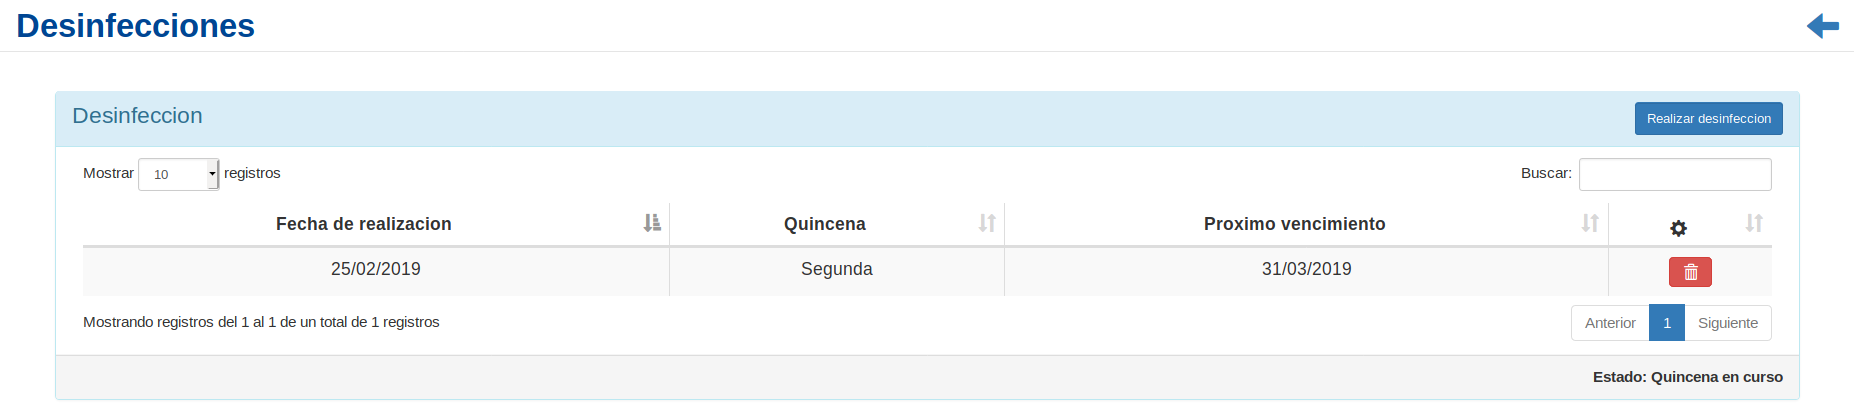 Desinfecciones
Desinfeccion
Realizar desinfeccion
Mostrar 10 registros
Buscar:
Fecha de realizacion Quincena Proximo vencimiento
25/02/2019 Segunda 31/03/2019
Mostrando registros del 1 al 1 de un total de 1 registros
Anterior 1 Siguiente
Estado: Quincena en curso